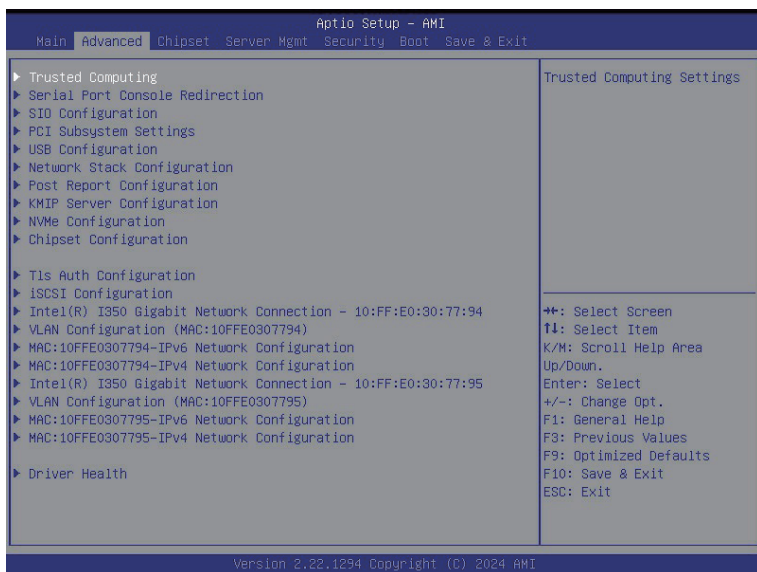 Aptio Setup - AMI
Main Advanced Chipset Server Mgmt Security Boot Save & Exit
Trusted Computing
Serial Port Console Redirection
SIO Configuration
PCI Subsystem Settings
USB Configuration
Network Stack Configuration
Post Report Configuration
KMIP Server Configuration
NVMe Configuration
Chipset Configuration
Tls Auth Configuration
iSCSI Configuration
Intel(R) I350 Gigabit Network Connection - 10:FF:E0:30:77:94
VLAN Configuration (MAC:10FFE0307794)
MAC:10FFE0307794-IPv6 Network Configuration
MAC:10FFE0307794-IPv4 Network Configuration
Intel(R) I350 Gigabit Network Connection - 10:FF:E0:30:77:95
VLAN Configuration (MAC:10FFE0307795)
MAC:10FFE0307795-IPv6 Network Configuration
MAC:10FFE0307795-IPv4 Network Configuration
Driver Health
Trusted Computing Settings
→←: Select Screen
↑↓: Select Item
K/M: Scroll Help Area
Up/Down.
Enter: Select
+/-: Change Opt.
F1: General Help
F3: Previous Values
F9: Optimized Defaults
F10: Save & Exit
ESC: Exit
Version 2.22.1294 Copyright (C) 2024 AMI